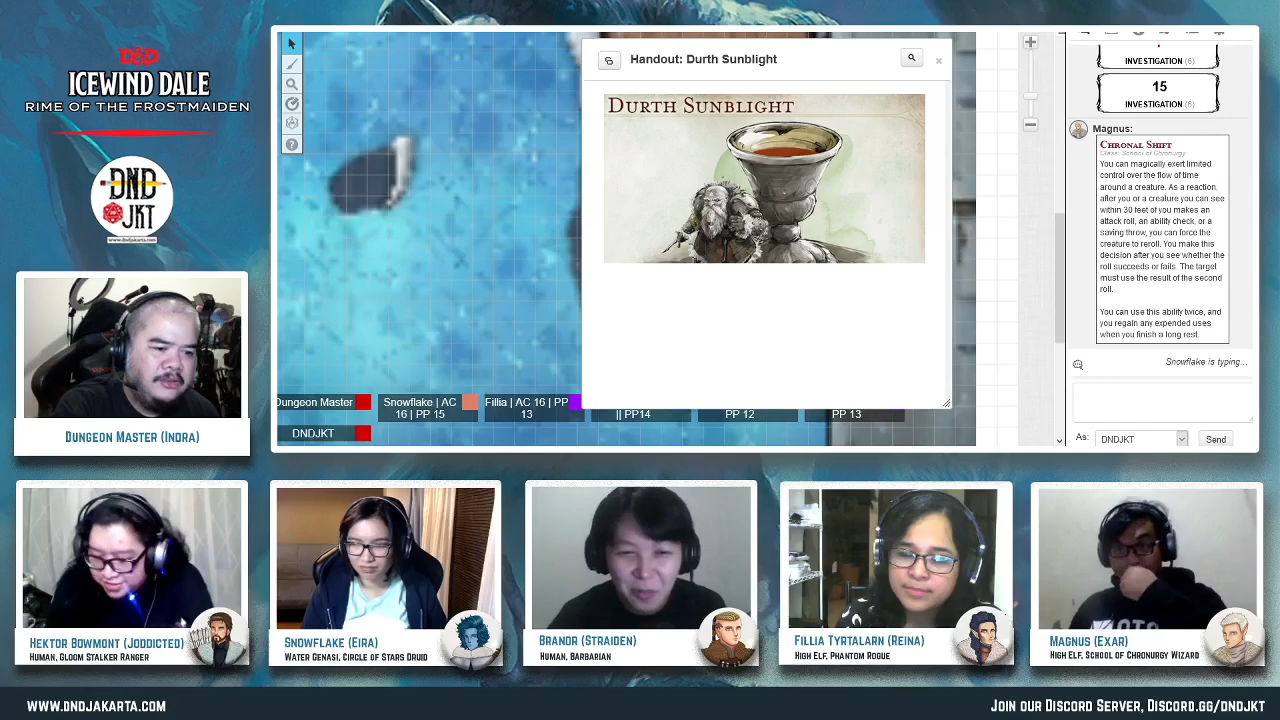 D&D
ICEWIND DALE
RIME OF THE FROSTMAIDEN
DND
JKT
www.dndjakarta.com
DUNGEON MASTER (INDRA)
Handout: Durth Sunblight
DURTH SUNBLIGHT
Dungeon Master
Snowflake | AC
16 | PP 15
Fillia | AC 16 | PP
13
|| PP14
PP 12
PP 13
DNDJKT
INVESTIGATION (6)
15
INVESTIGATION (6)
Magnus:
CHRONAL SHIFT
Class: School of Chronurgy
You can magically exert limited
control over the flow of time
around a creature. As a reaction,
after you or a creature you can see
within 30 feet of you makes an
attack roll, an ability check, or a
saving throw, you can force the
creature to reroll. You make this
decision after you see whether the
roll succeeds or fails. The target
must use the result of the second
roll.
You can use this ability twice, and
you regain any expended uses
when you finish a long rest.
Snowflake is typing...
As:
DNDJKT
Send
HEKTOR BOWMONT (JODDICTED)
HUMAN, GLOOM STALKER RANGER
SNOWFLAKE (EIRA)
WATER GENASI, CIRCLE OF STARS DRUID
BRANDR (STRAIDEN)
HUMAN, BARBARIAN
FILLIA TYRTALARN (REINA)
HIGH ELF, PHANTOM ROGUE
MAGNUS (EXAR)
HIGH ELF, SCHOOL OF CHRONURGY WIZARD
WWW.DNDJAKARTA.COM
JOIN OUR DISCORD SERVER, DISCORD.GG/DNDJKT